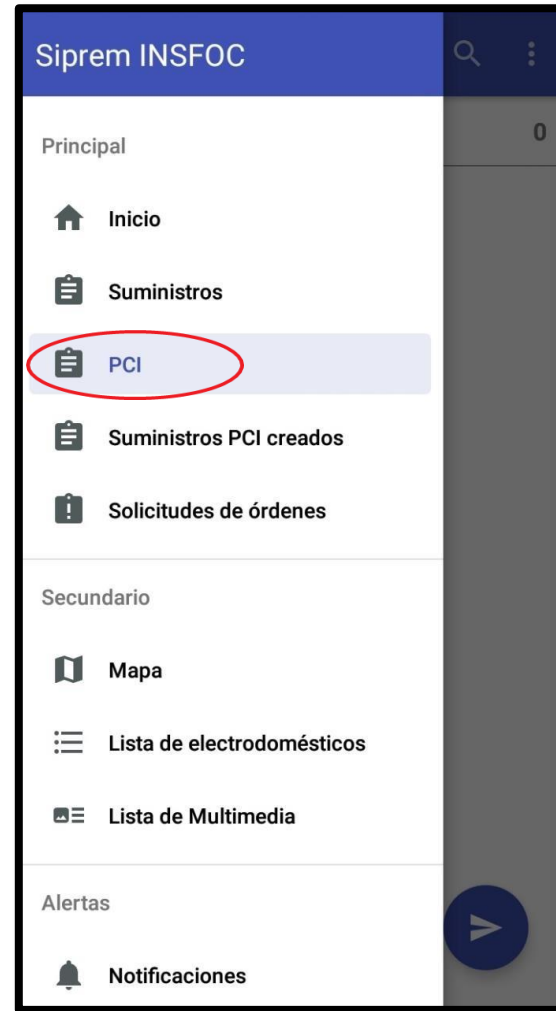 Siprem INSFOC
0
Principal
Inicio
Suministros
PCI
Suministros PCI creados
Solicitudes de órdenes
Secundario
Mapa
Lista de electrodomésticos
Lista de Multimedia
Alertas
Notificaciones